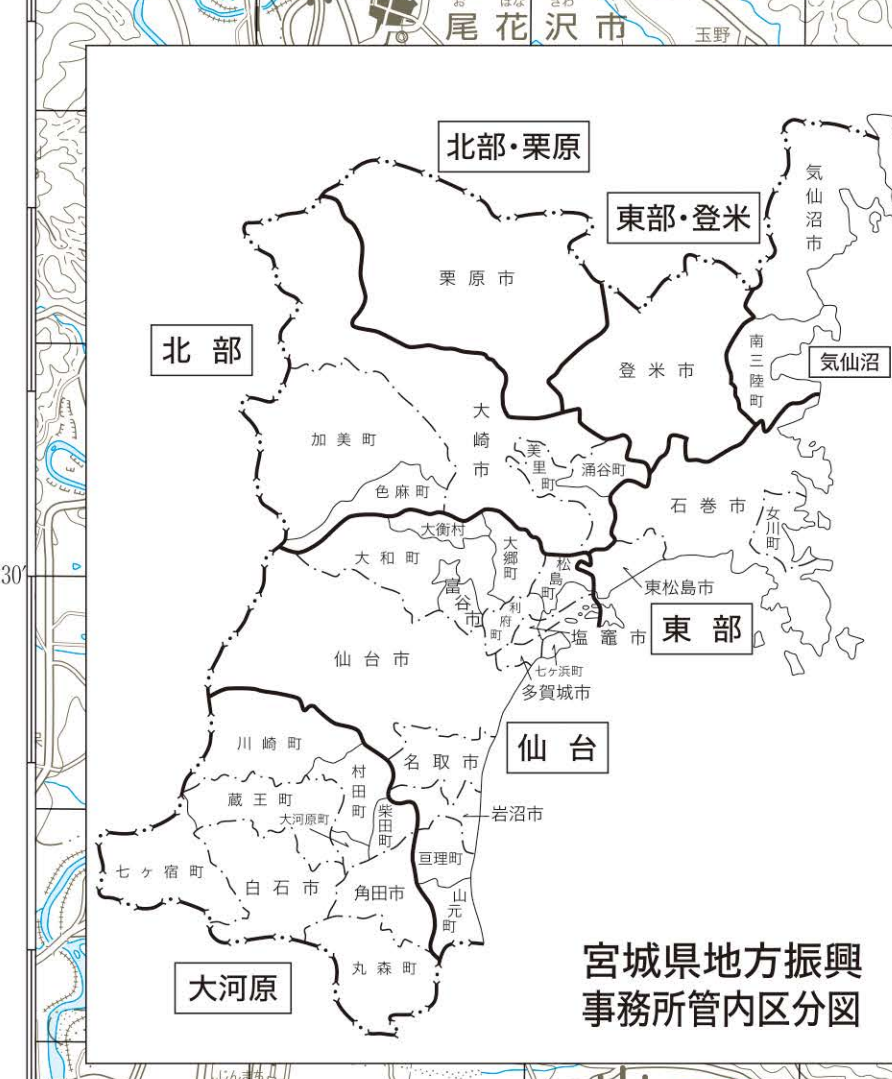 お はな ざわ
尾花沢市
玉野
北部・栗原
東部・登米
気仙沼市
栗原市
北部
登米市
南三陸町
気仙沼
加美町
大崎市
美里町
涌谷町
色麻町
石巻市
女川町
大衡村
大和町
大郷町
松島町
富谷市
利府町
東松島市
30′
塩竈市
東部
仙台市
七ヶ浜町
多賀城市
川崎町
名取市
仙台
村田町
蔵王町
大河原町
柴田町
岩沼市
亘理町
七ヶ宿町
白石市
角田市
山元町
丸森町
大河原
宮城県地方振興
事務所管内区分図